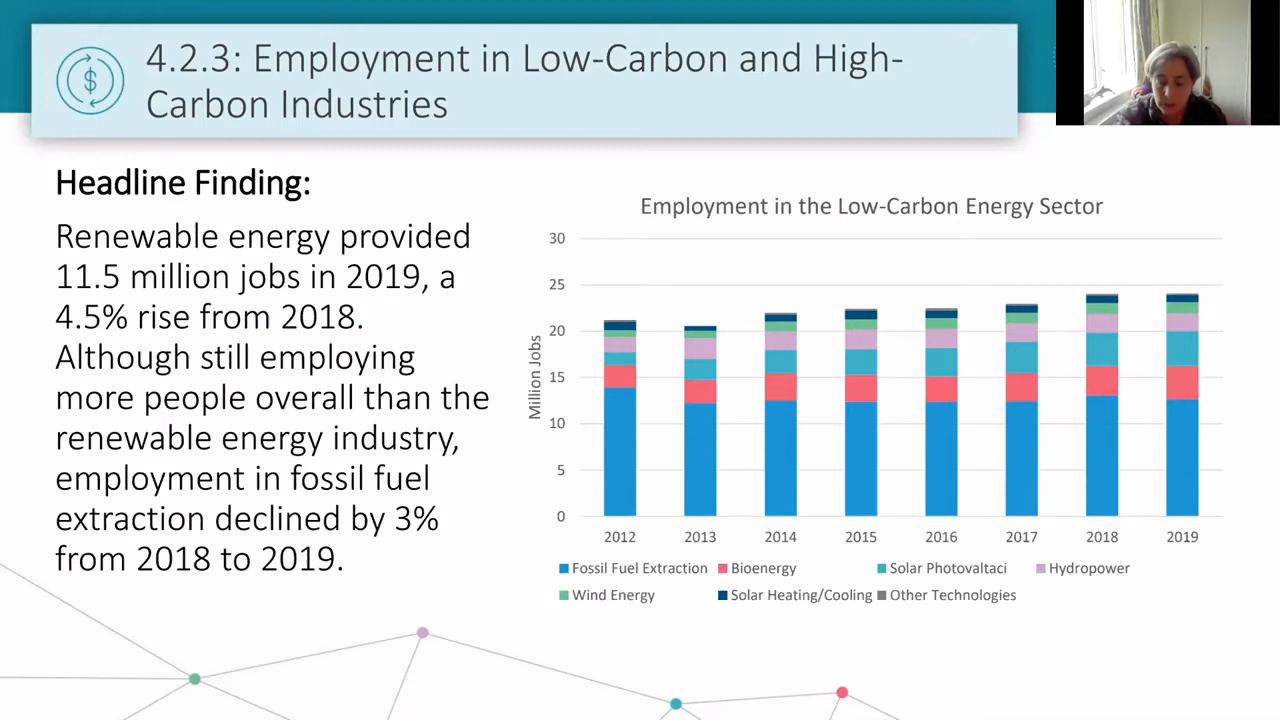 4.2.3: Employment in Low-Carbon and High-
Carbon Industries
Headline Finding:
Renewable energy provided
11.5 million jobs in 2019, a
4.5% rise from 2018.
Although still employing
more people overall than the
renewable energy industry,
employment in fossil fuel
extraction declined by 3%
from 2018 to 2019.
Employment in the Low-Carbon Energy Sector
Million Jobs
30
25
20
15
10
5
0
2012 2013 2014 2015 2016 2017 2018 2019
Fossil Fuel Extraction Bioenergy Solar Photovaltaci Hydropower
Wind Energy Solar Heating/Cooling Other Technologies